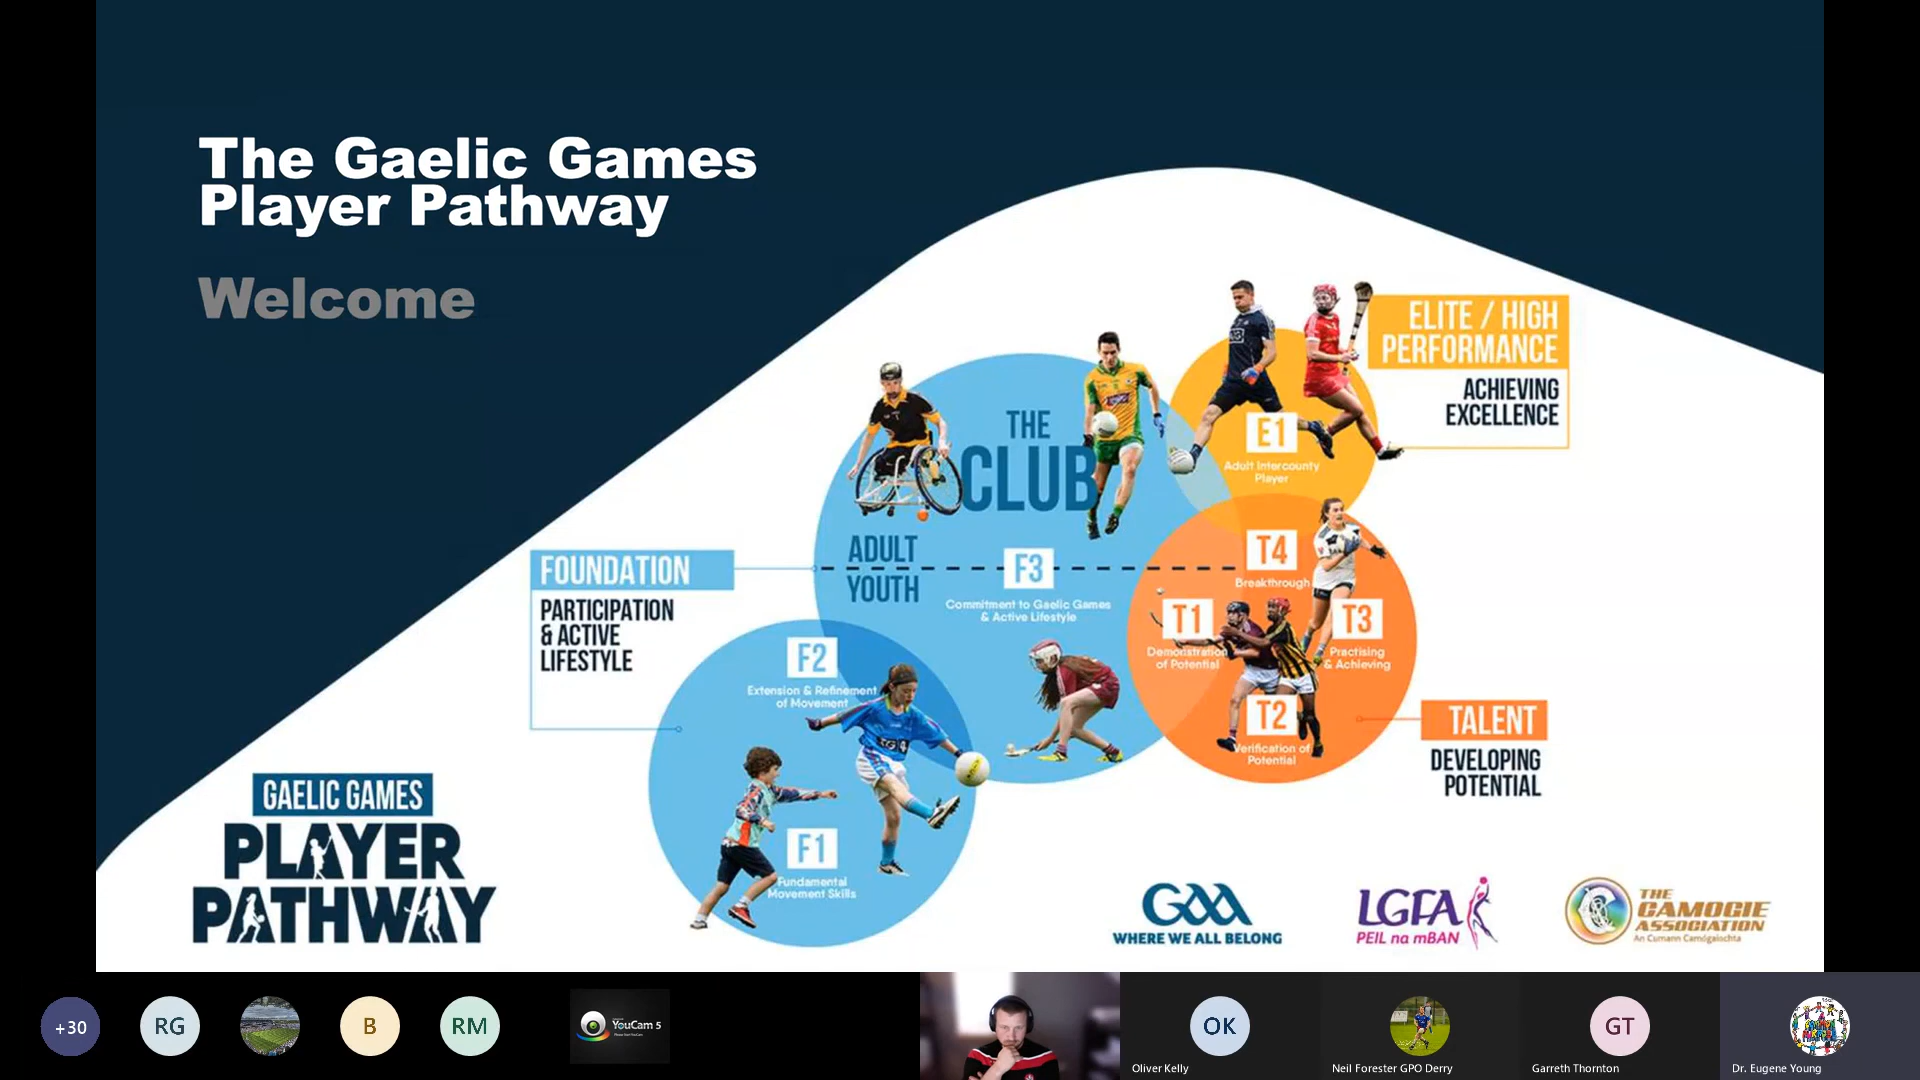 The Gaelic Games
Player Pathway
Welcome
ELITE / HIGH
PERFORMANCE
ACHIEVING
EXCELLENCE
THE
CLUB
E1
Adult Intercounty
Player
ADULT
YOUTH
F3
Commitment to Gaelic Games
& Active Lifestyle
T4
Breakthrough
T1
Demonstration
of Potential
T3
Practising
& Achieving
T2
Verification of
Potential
FOUNDATION
PARTICIPATION
& ACTIVE
LIFESTYLE
F2
Extension & Refinement
of Movement
F1
Fundamental
Movement Skills
TALENT
DEVELOPING
POTENTIAL
GAELIC GAMES
PLAYER
PATHWAY
GAA
WHERE WE ALL BELONG
LGFA
PEIL na mBAN
THE
CAMOGIE
ASSOCIATION
An Cumann Camógaíochta
+30
RG
B
RM
YouCam 5
OK
GT
Oliver Kelly
Neil Forester GPO Derry
Garreth Thornton
Dr. Eugene Young